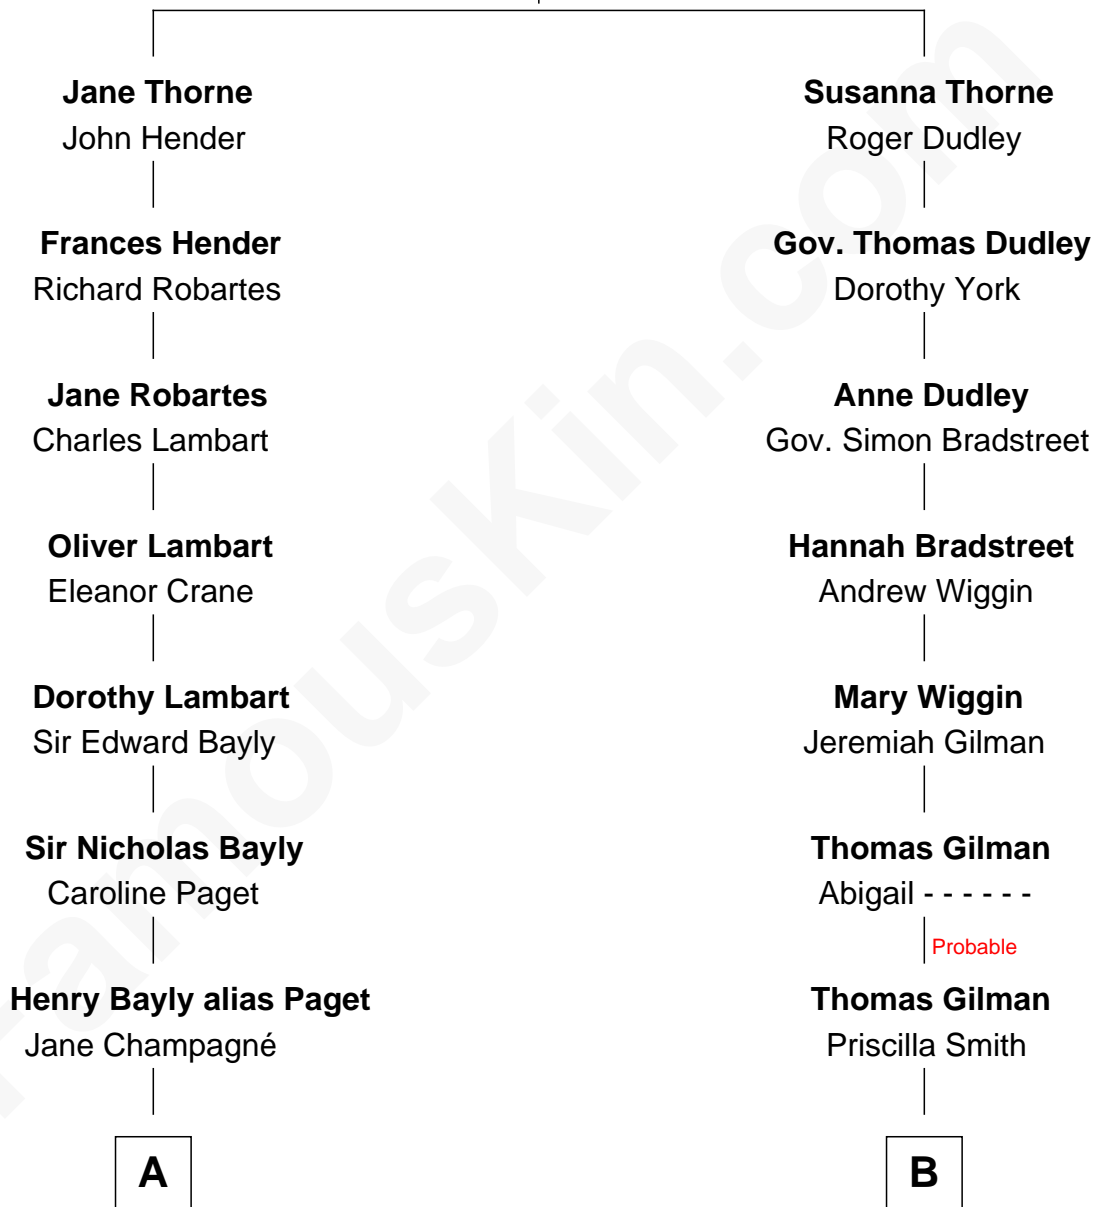 Jane Thorne
John Hender
Frances Hender
Richard Robartes
Jane Robartes
Charles Lambart
Oliver Lambart
Eleanor Crane
Dorothy Lambart
Sir Edward Bayly
Sir Nicholas Bayly
Caroline Paget
Henry Bayly alias Paget
Jane Champagné
A
Susanna Thorne
Roger Dudley
Gov. Thomas Dudley
Dorothy York
Anne Dudley
Gov. Simon Bradstreet
Hannah Bradstreet
Andrew Wiggin
Mary Wiggin
Jeremiah Gilman
Thomas Gilman
Abigail - - - - - -
Probable
Thomas Gilman
Priscilla Smith
B
FamousKin.com